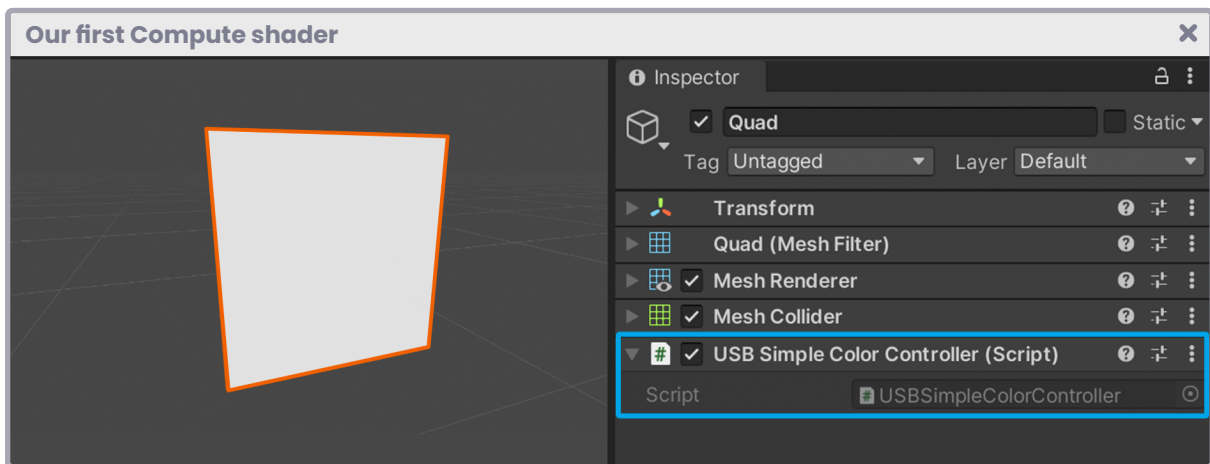 Our first Compute shader
Inspector
Quad
Static
Tag Untagged Layer Default
Transform
Quad (Mesh Filter)
Mesh Renderer
Mesh Collider
# USB Simple Color Controller (Script)
Script # USBSimpleColorController